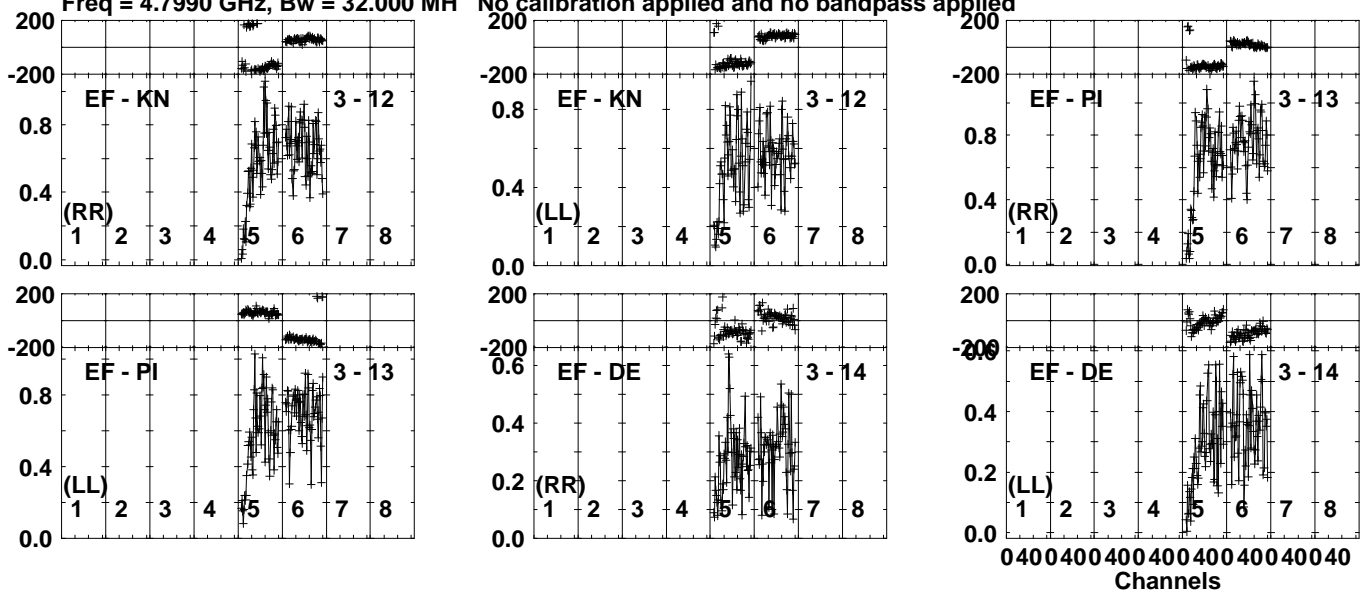 Freq = 4.7990 GHz, Bw = 32.000 MH No calibration applied and no bandpass applied
200
-200
EF - KN 3 - 12
0.8
0.4
(RR)
1 2 3 4 5 6 7 8
0.0
EF - KN 3 - 12
0.8
0.4
(LL)
1 2 3 4 5 6 7 8
0.0
200
-200
200
-200
EF - PI 3 - 13
0.8
0.4
(RR)
1 2 3 4 5 6 7 8
0.0
200
-200
EF - PI 3 - 13
0.8
0.4
(LL)
1 2 3 4 5 6 7 8
0.0
200
-200
0.6
EF - DE 3 - 14
0.4
0.2
(RR)
1 2 3 4 5 6 7 8
0.0
200
-200
0.6
EF - DE 3 - 14
0.4
0.2
(LL)
1 2 3 4 5 6 7 8
0.0
0 40 0 40 0 40 0 40 0 40 0 40 0 40 0 40
Channels